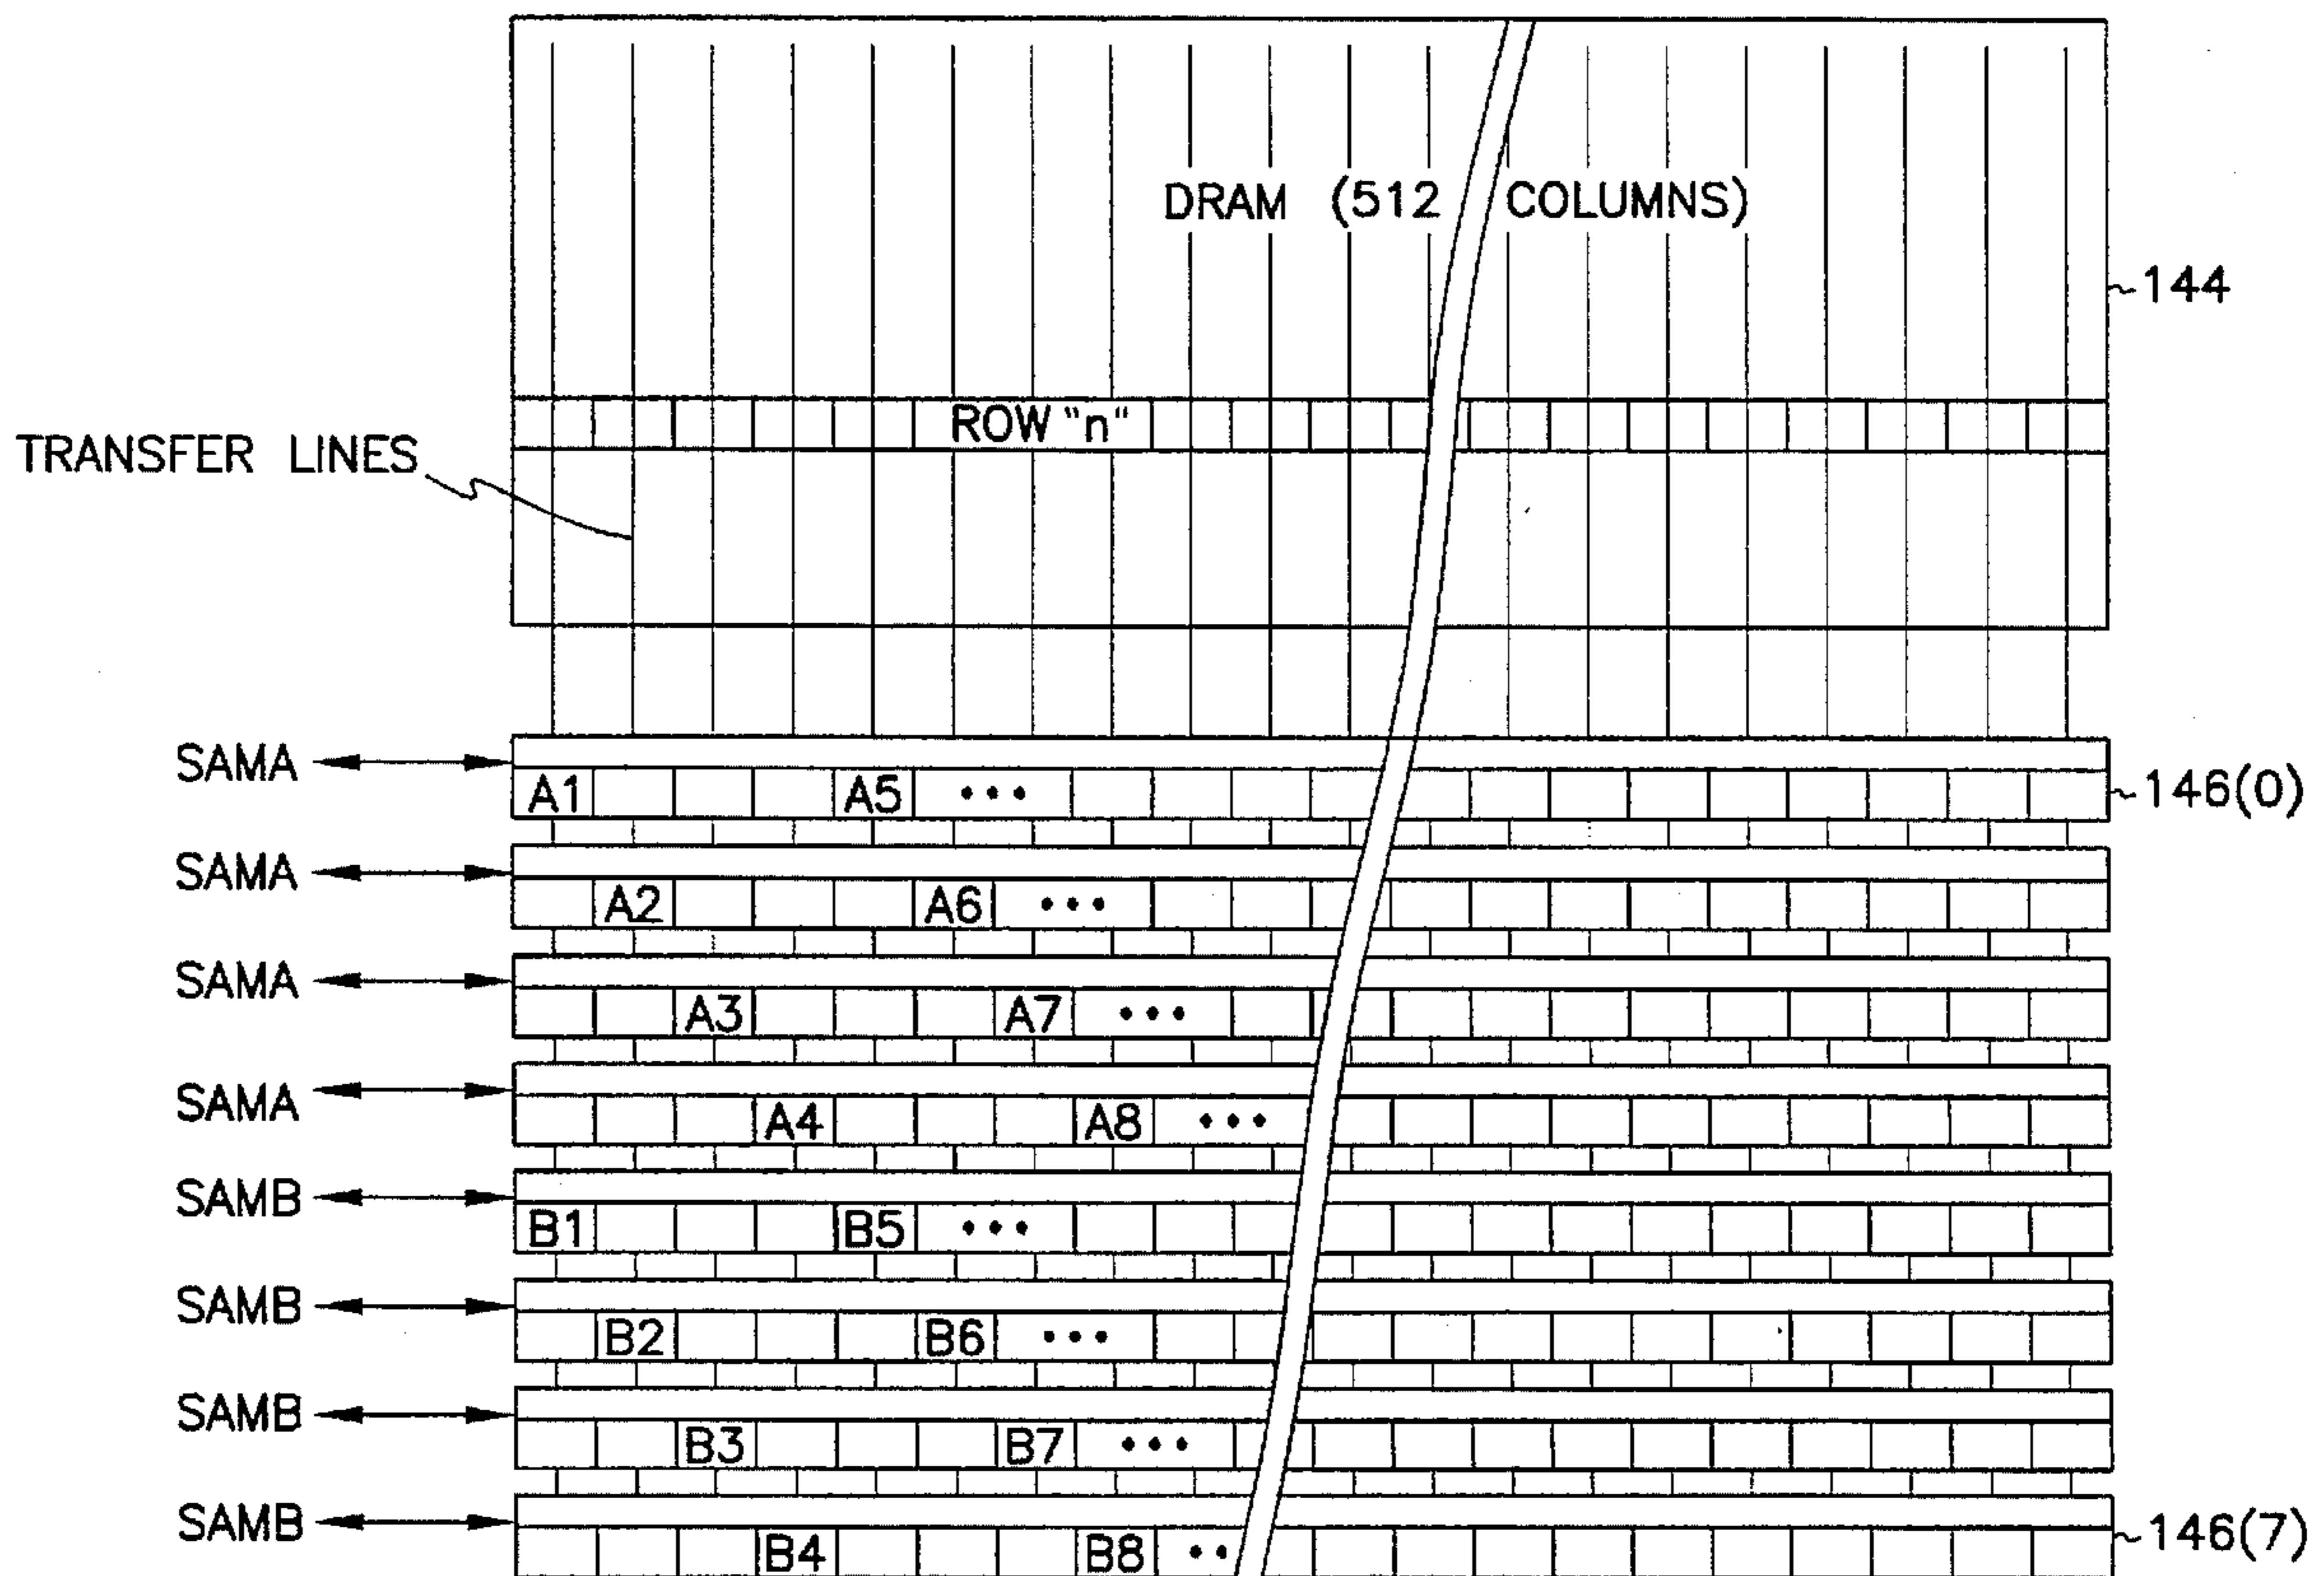 DRAM (512 COLUMNS)
144
ROW "n"
TRANSFER LINES
SAMA
A1 A5 •••
146(0)
SAMA
A2 A6 •••
SAMA
A3 A7 •••
SAMA
A4 A8 •••
SAMB
B1 B5 •••
SAMB
B2 B6 •••
SAMB
B3 B7 •••
SAMB
B4 B8 ••
146(7)